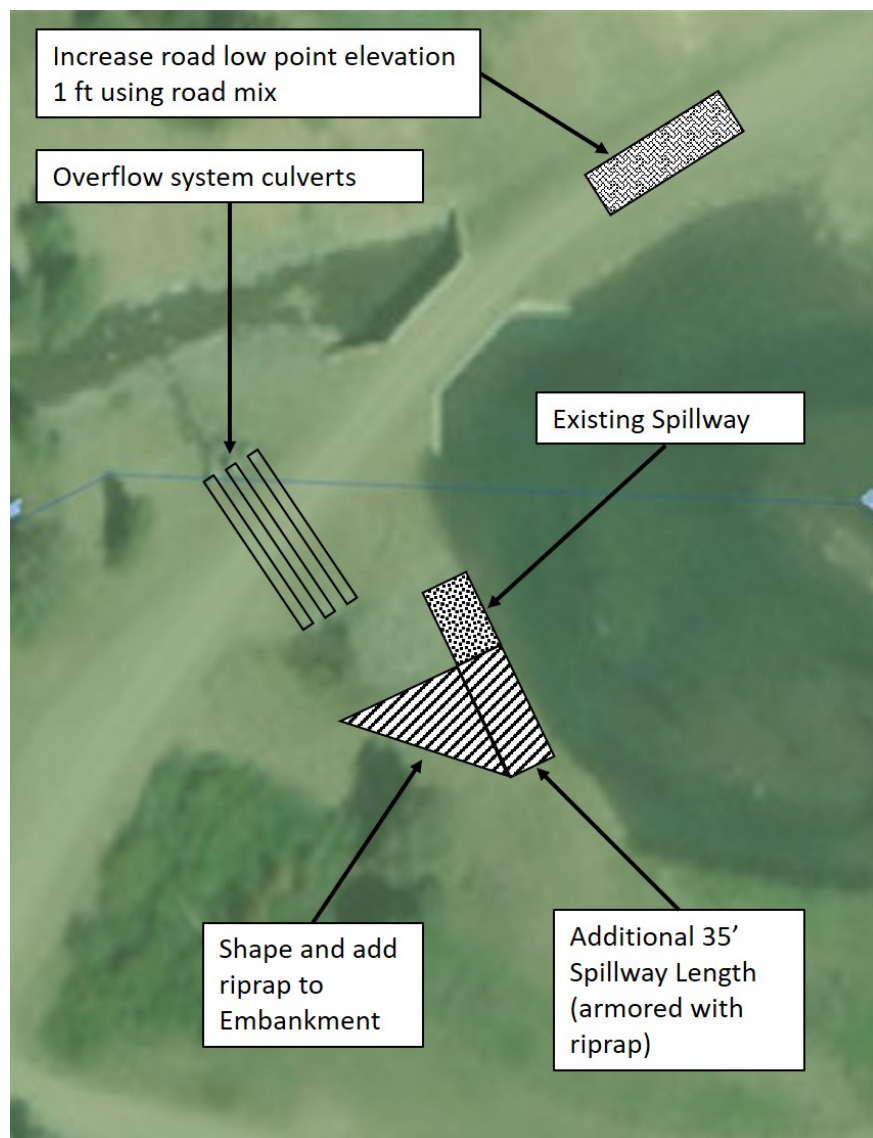 Increase road low point elevation
1 ft using road mix
Overflow system culverts
Existing Spillway
Shape and add
riprap to
Embankment
Additional 35’
Spillway Length
(armored with
riprap)